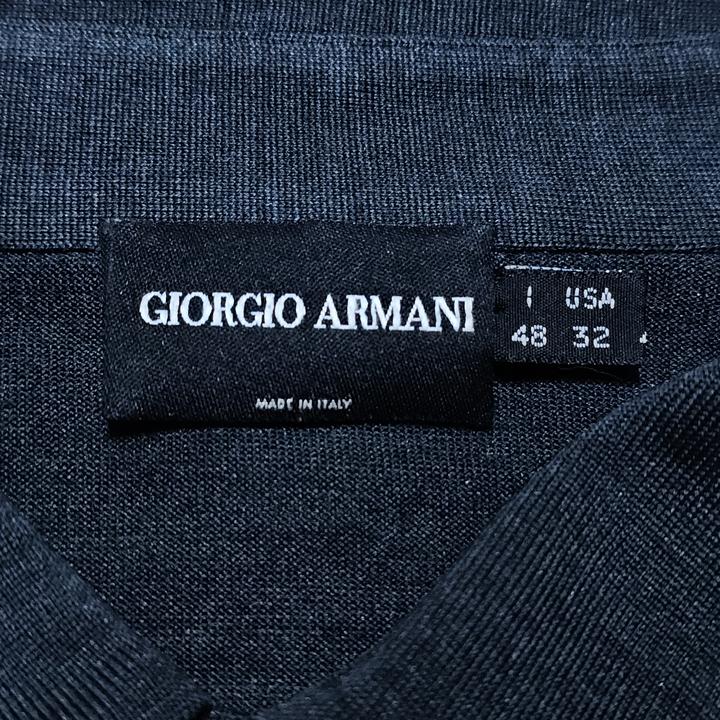 GIORGIO ARMANI
MADE IN ITALY
I USA
48 32